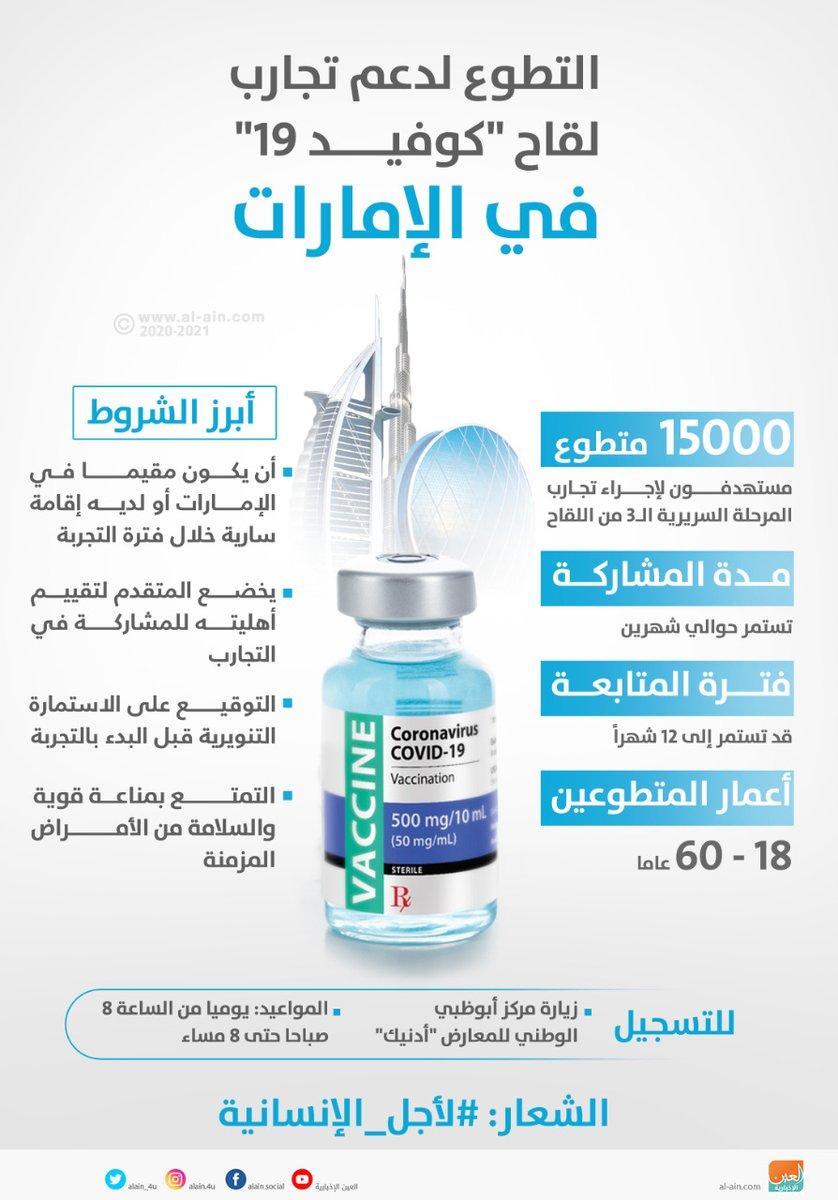 التطوع لدعم تجارب
لقاح "كوفيد 19"
في الإمارات
© www.al-ain.com
2020-2021
15000 متطوع
مستهدفون لإجراء تجارب
المرحلة السريرية الـ3 من اللقاح
مدة المشاركة
تستمر حوالي شهرين
فترة المتابعة
قد تستمر إلى 12 شهراً
أعمار المتطوعين
18 - 60 عاما
أبرز الشروط
أن يكون مقيما في
الإمارات أو لديه إقامة
سارية خلال فترة التجربة
يخضع المتقدم لتقييم
أهليته للمشاركة في
التجارب
التوقيع على الاستمارة
التنويرية قبل البدء بالتجربة
التمتع بمناعة قوية
والسلامة من الأمراض
المزمنة
VACCINE
Coronavirus
COVID-19
Vaccination
500 mg/10 mL
(50 mg/mL)
STERILE
Rx
للتسجيل
زيارة مركز أبوظبي
الوطني للمعارض "أدنيك"
المواعيد: يوميا من الساعة 8
صباحا حتى 8 مساء
الشعار: #لأجل_الإنسانية
alain_4u
alain.4u
alain.social
العين الإخبارية
al-ain.com
العين
الإخبارية